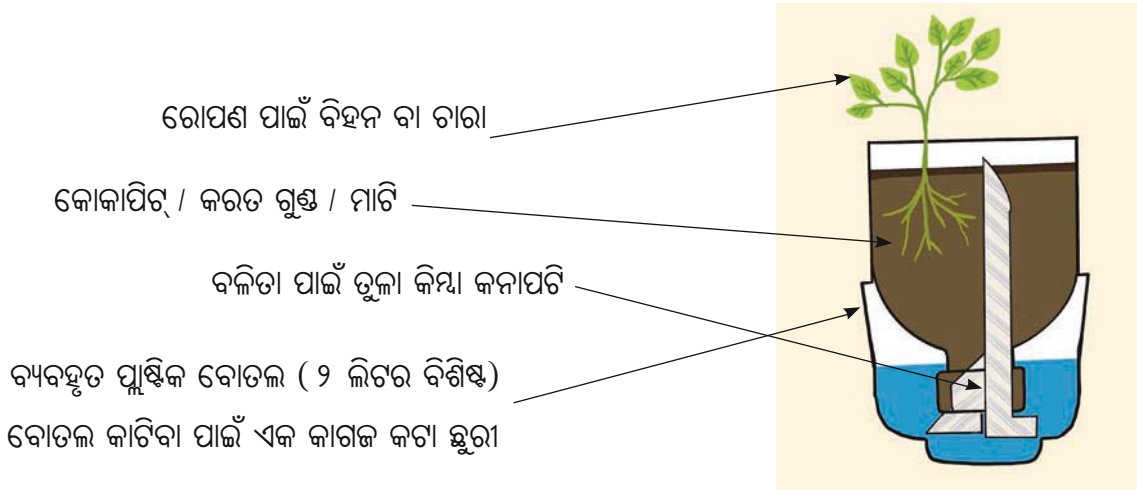 ରୋପଣ ପାଇଁ ବିହନ ବା ଚାରା
କୋକାପିଟ୍ / କରତ ଗୁଣ୍ଡ / ମାଟି
ବଳିତା ପାଇଁ ତୁଳା କିମ୍ବା କନାପଟି
ବ୍ୟବହୃତ ପ୍ଲାଷ୍ଟିକ ବୋତଲ ( ୨ ଲିଟର ବିଶିଷ୍ଟ)
ବୋତଲ କାଟିବା ପାଇଁ ଏକ କାଗଜ କଟା ଛୁରୀ